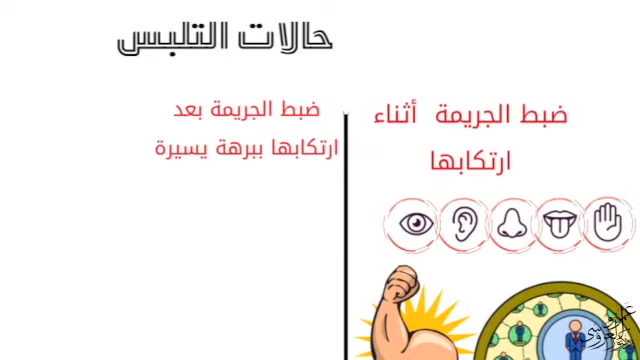 حالات التلبس
ضبط الجريمة أثناء
ارتكابها
ضبط الجريمة بعد
ارتكابها ببرهة يسيرة